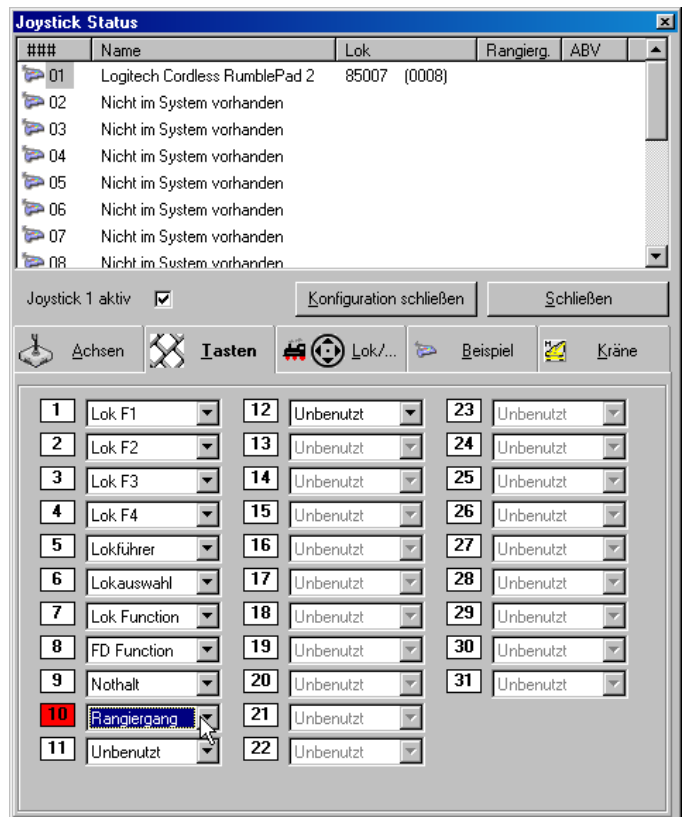 Joystick Status
### Name Lok Rangierg. ABV
01 Logitech Cordless RumblePad 2 85007 (0008)
02 Nicht im System vorhanden
03 Nicht im System vorhanden
04 Nicht im System vorhanden
05 Nicht im System vorhanden
06 Nicht im System vorhanden
07 Nicht im System vorhanden
08 Nicht im System vorhanden
Joystick 1 aktiv Konfiguration schließen Schließen
Achsen Tasten Lok/... Beispiel Kräne
1 Lok F1 12 Unbenutzt 23 Unbenutzt
2 Lok F2 13 Unbenutzt 24 Unbenutzt
3 Lok F3 14 Unbenutzt 25 Unbenutzt
4 Lok F4 15 Unbenutzt 26 Unbenutzt
5 Lokführer 16 Unbenutzt 27 Unbenutzt
6 Lokauswahl 17 Unbenutzt 28 Unbenutzt
7 Lok Function 18 Unbenutzt 29 Unbenutzt
8 FD Function 19 Unbenutzt 30 Unbenutzt
9 Nothalt 20 Unbenutzt 31 Unbenutzt
10 Rangiergang 21 Unbenutzt
11 Unbenutzt 22 Unbenutzt